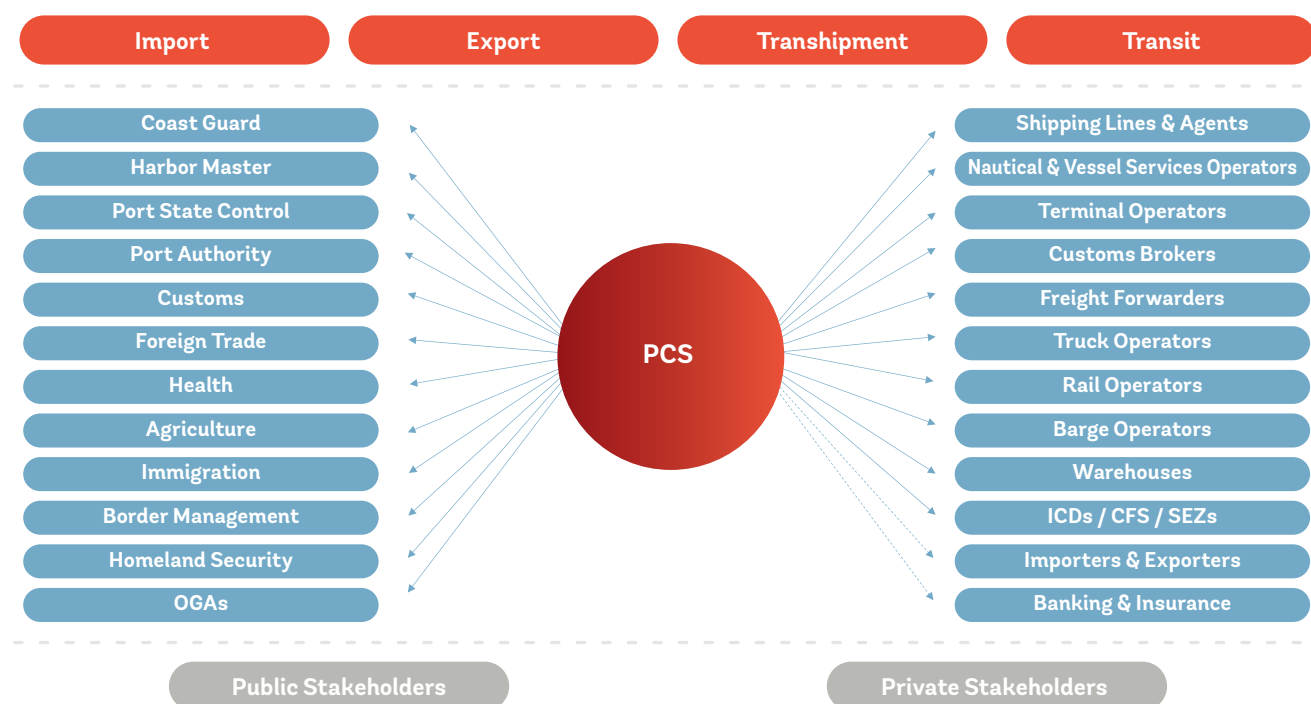 Import
Export
Transhipment
Transit
Coast Guard
Harbor Master
Port State Control
Port Authority
Customs
Foreign Trade
Health
Agriculture
Immigration
Border Management
Homeland Security
OGAs
PCS
Shipping Lines & Agents
Nautical & Vessel Services Operators
Terminal Operators
Customs Brokers
Freight Forwarders
Truck Operators
Rail Operators
Barge Operators
Warehouses
ICDs / CFS / SEZs
Importers & Exporters
Banking & Insurance
Public Stakeholders
Private Stakeholders